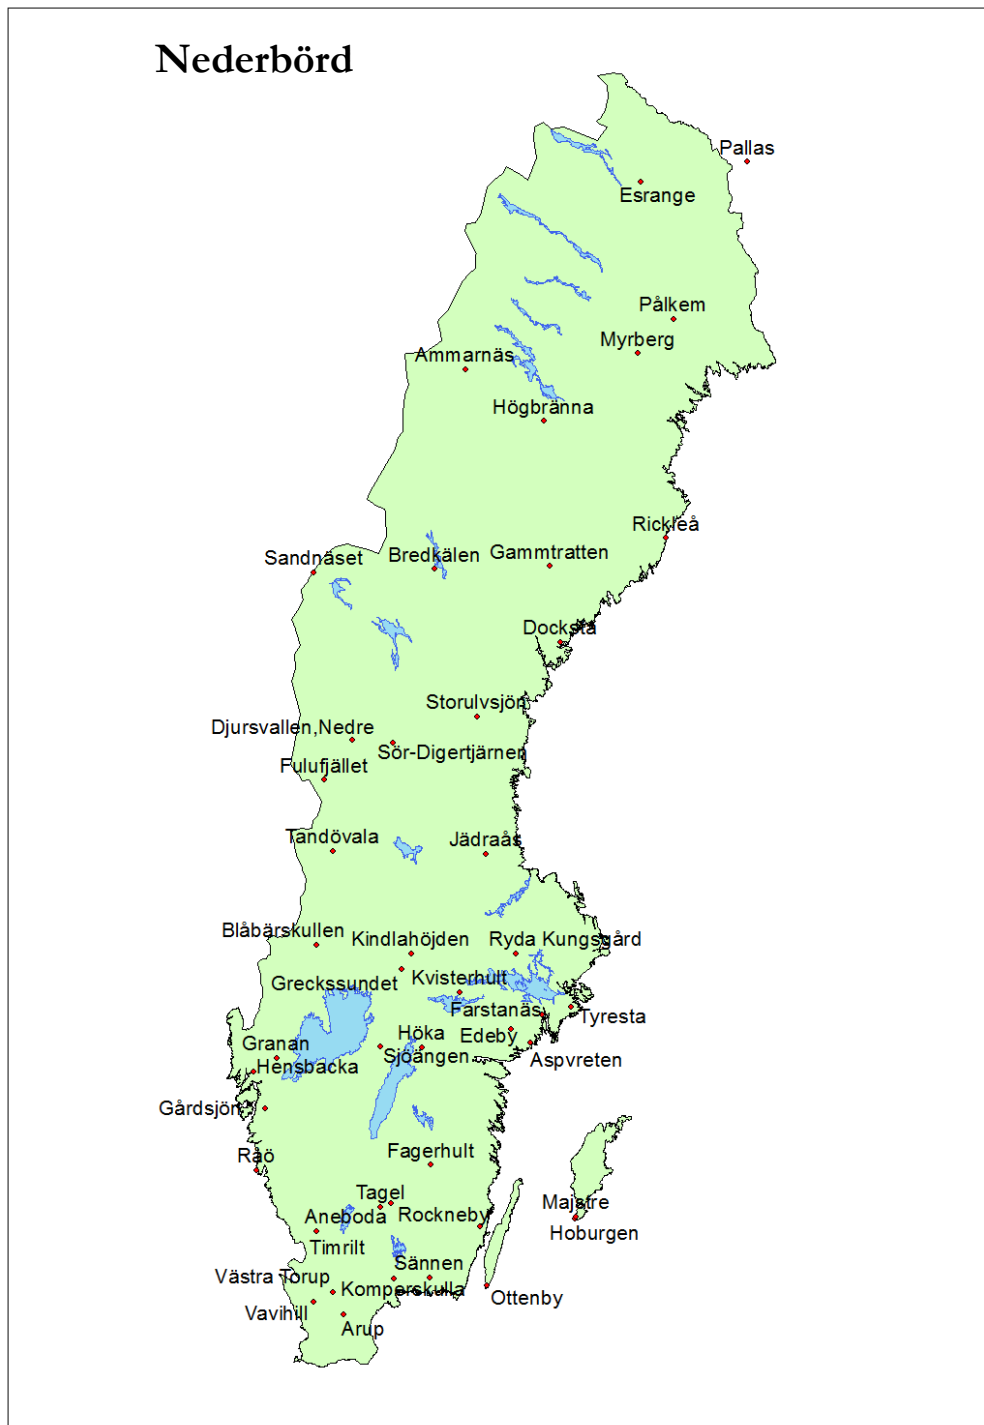 Nederbörd
Pallas
Esrange
Pålkem
Myrberg
Ammarnäs
Högbränna
Rickleå
Sandnäset
Bredkälen
Gammtratten
Docksta
Storulvsjön
Djursvallen,Nedre
Sör-Digertjärnen
Fulufjället
Tandövala
Jädraås
Blåbärskullen
Kindlahöjden
Ryda Kungsgård
Greckssundet
Kvisterhult
Farstanäs
Tyresta
Höka
Edeby
Granan
Sjöängen
Aspvreten
Hensbacka
Gårdsjön
Fagerhult
Råö
Tagel
Majstre
Aneboda
Rockneby
Hoburgen
Timrilt
Sännen
Västra Torup
Komperskulla
Ottenby
Vavihill
Arup